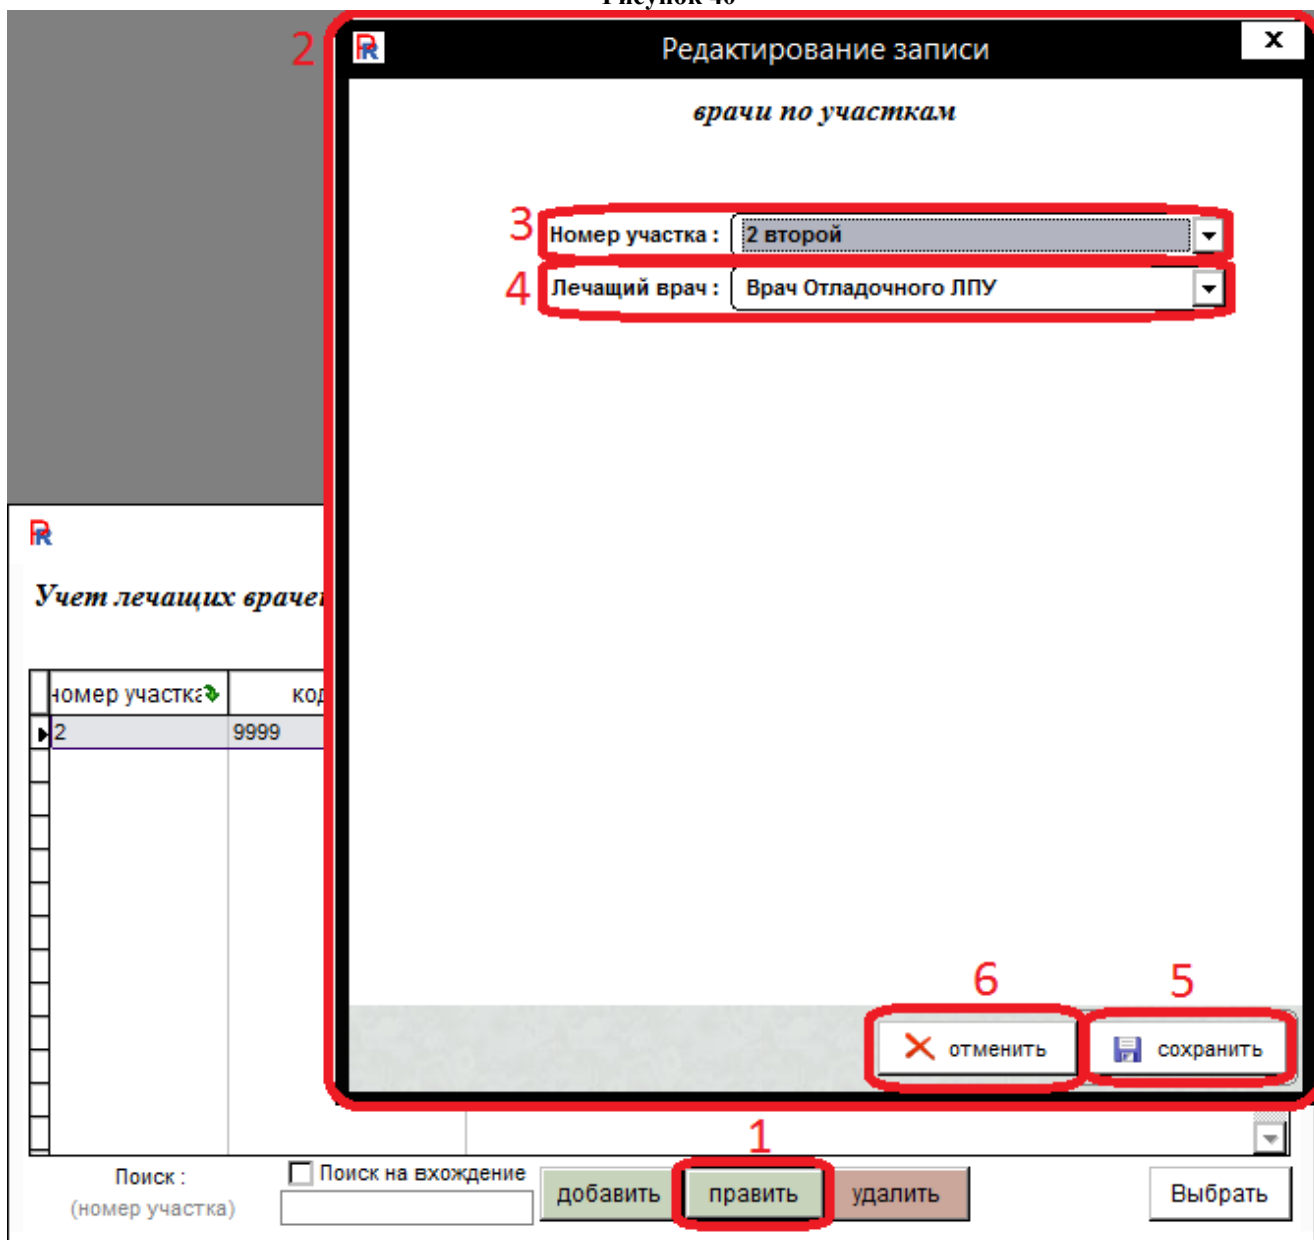 2
Редактирование записи
x
врачи по участкам
3
Номер участка :
2 второй
4
Лечащий врач :
Врач Отладочного ЛПУ
Учет лечащих
номер участка
2
9999
6
5
отменить
сохранить
1
Поиск :
Поиск на вхождение
(номер участка)
добавить
править
удалить
Выбрать